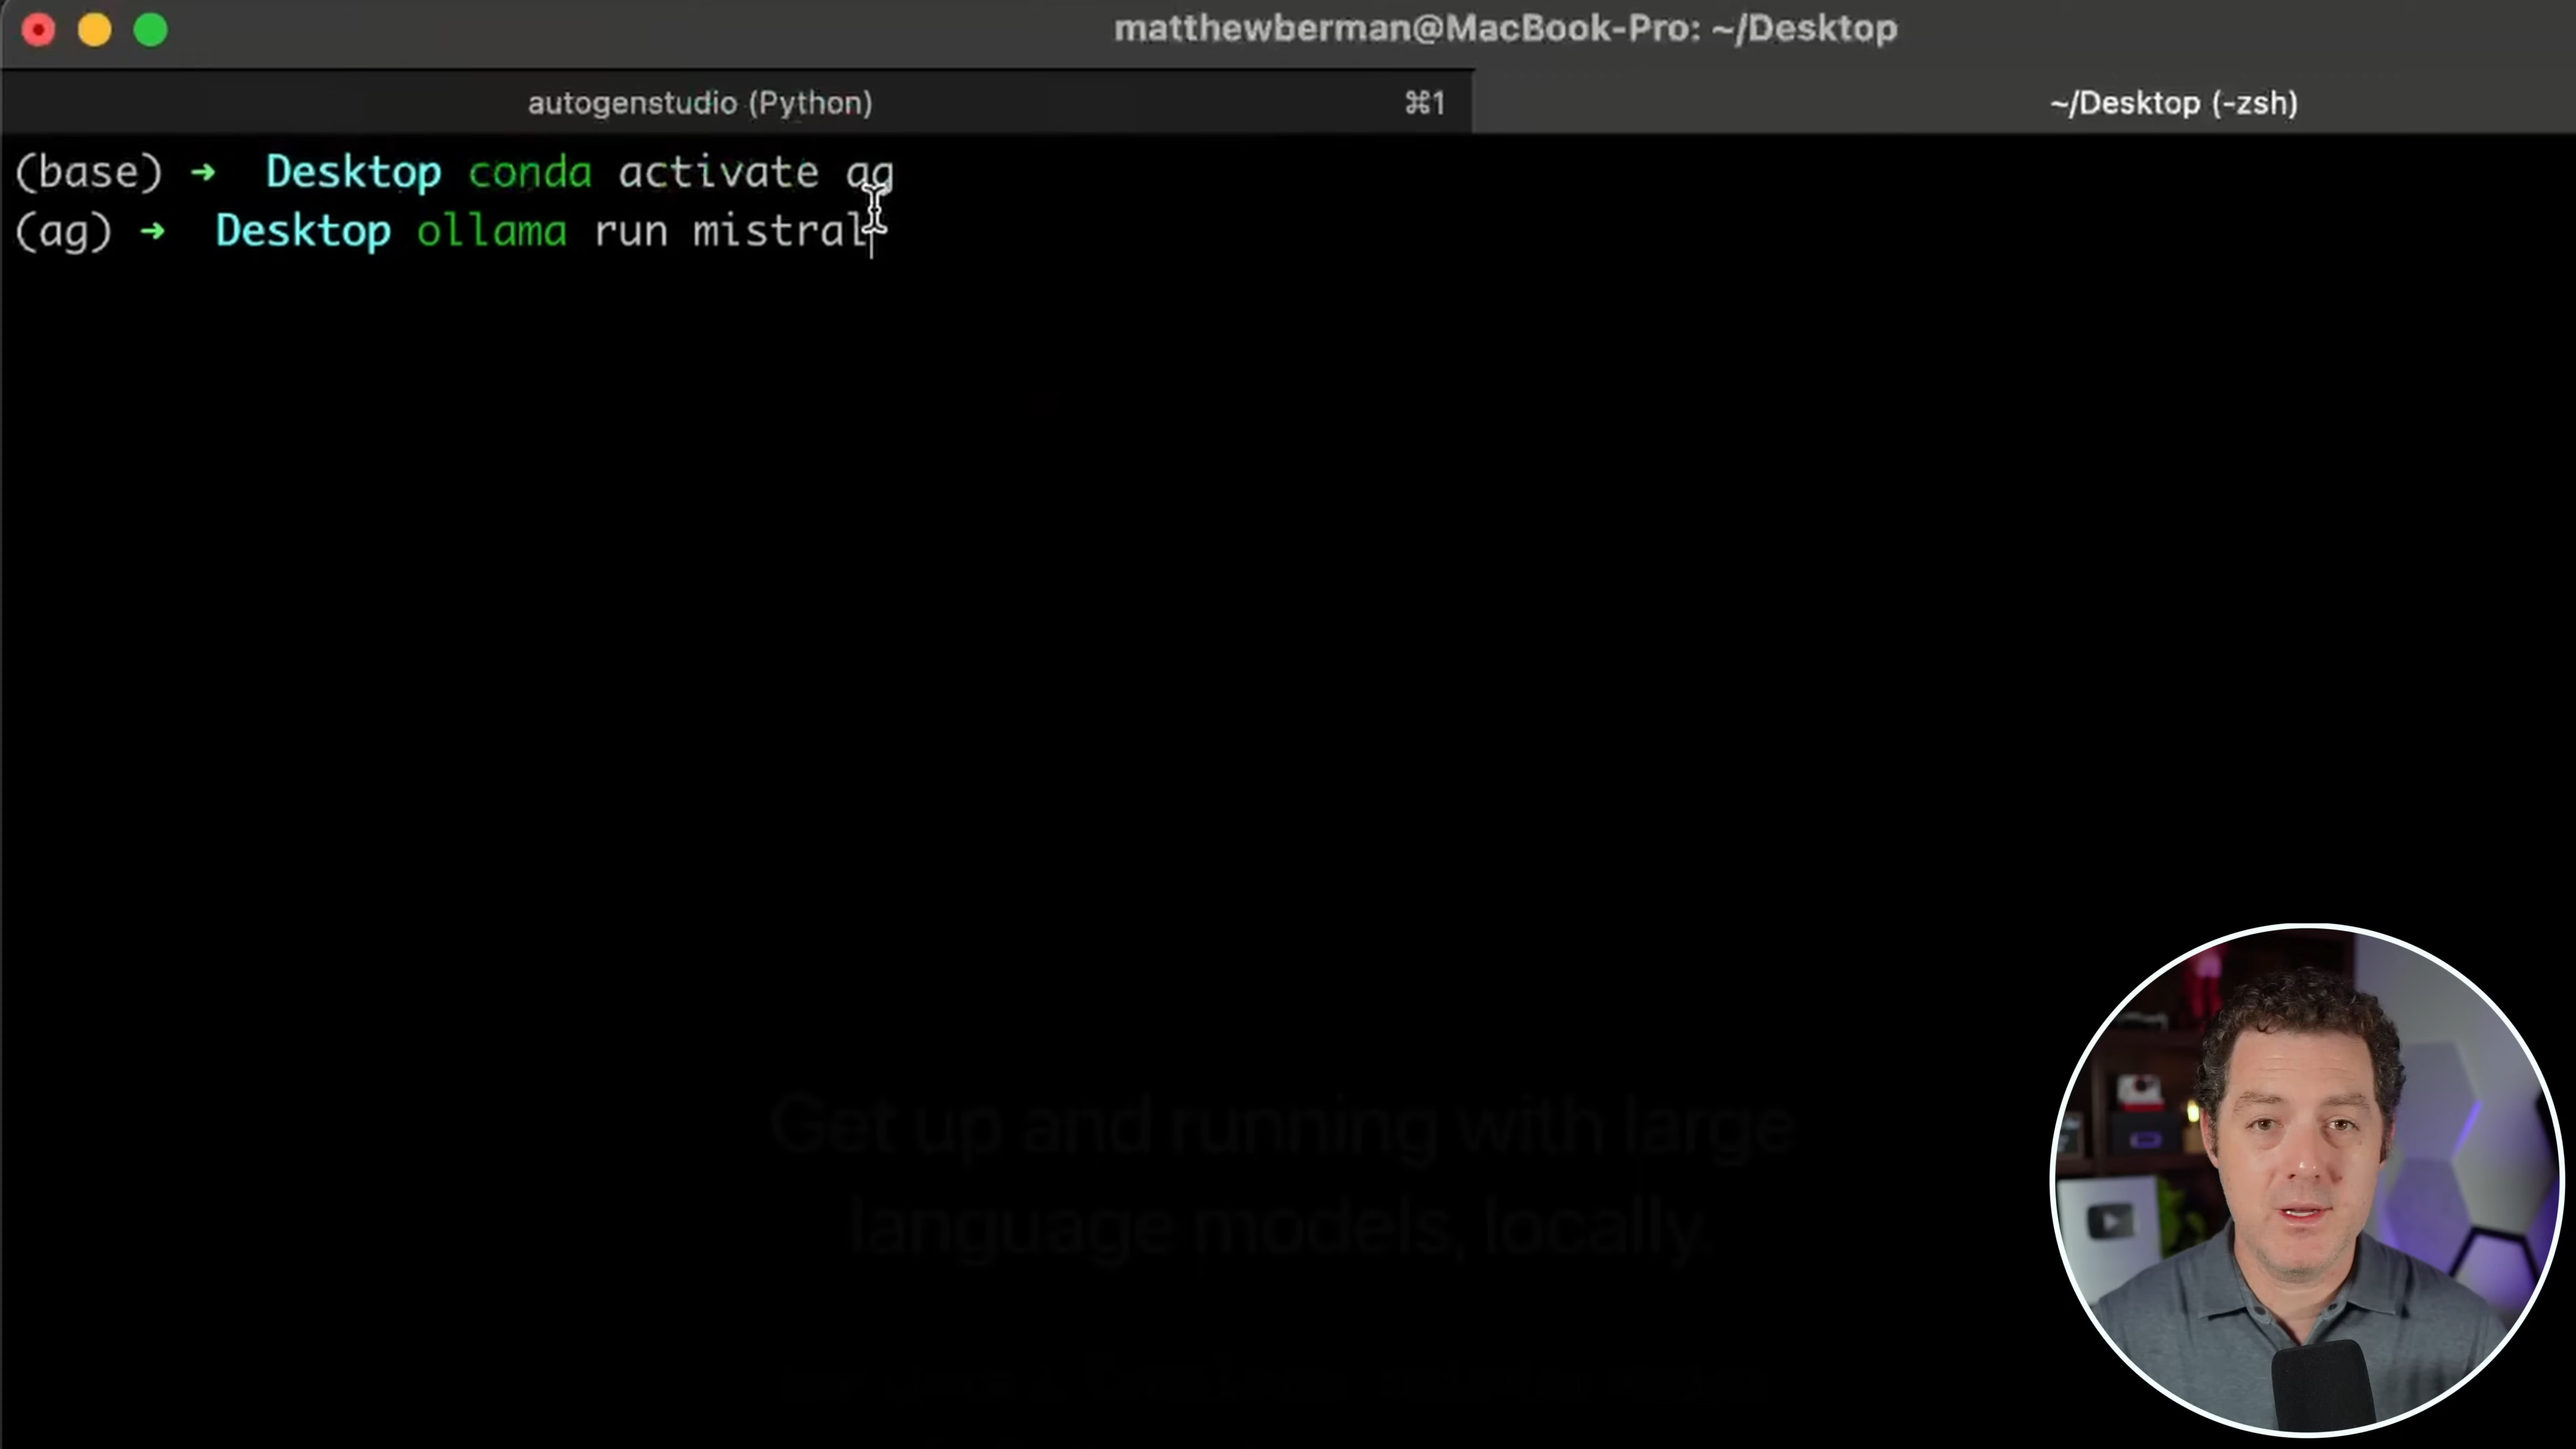 matthewberman@MacBook-Pro: ~/Desktop
autogenstudio (Python) ⌘1 ~/Desktop (-zsh)
(base) ➜ Desktop conda activate ag
(ag) ➜ Desktop ollama run mistral
Get up and running with large
language models, locally.